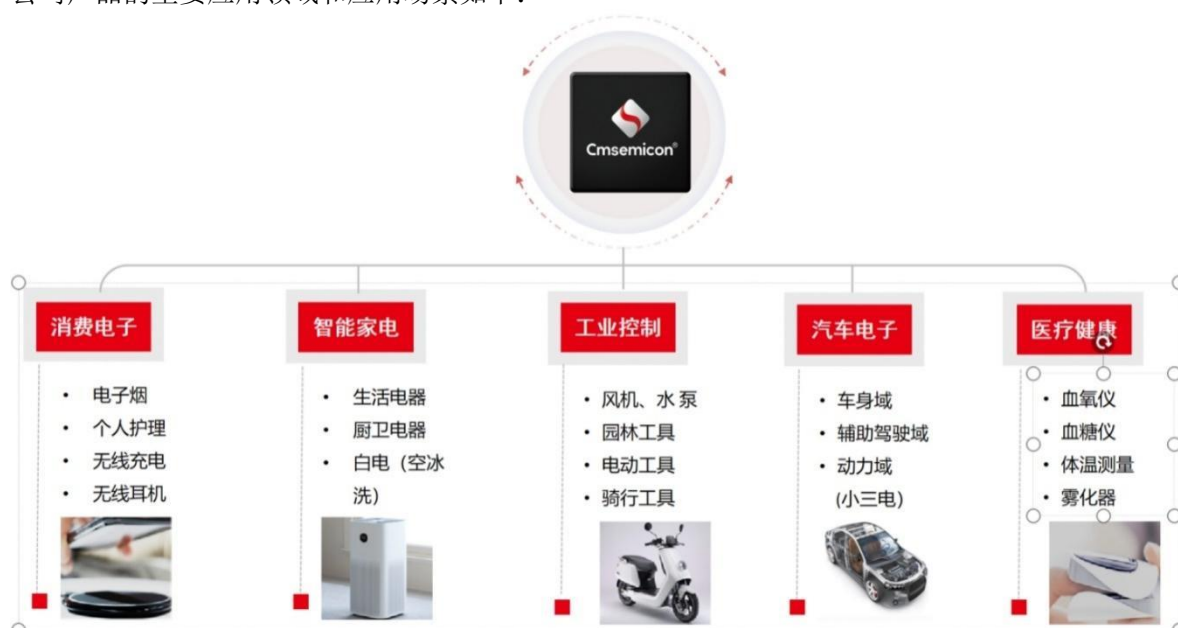 Cmsemicon®
消费电子
智能家电
工业控制
汽车电子
医疗健康
• 电子烟
• 个人护理
• 无线充电
• 无线耳机
• 生活电器
• 厨卫电器
• 白电（空冰
洗）
• 风机、水泵
• 园林工具
• 电动工具
• 骑行工具
• 车身域
• 辅助驾驶域
• 动力域
(小三电）
• 血氧仪
• 血糖仪
• 体温测量
• 雾化器